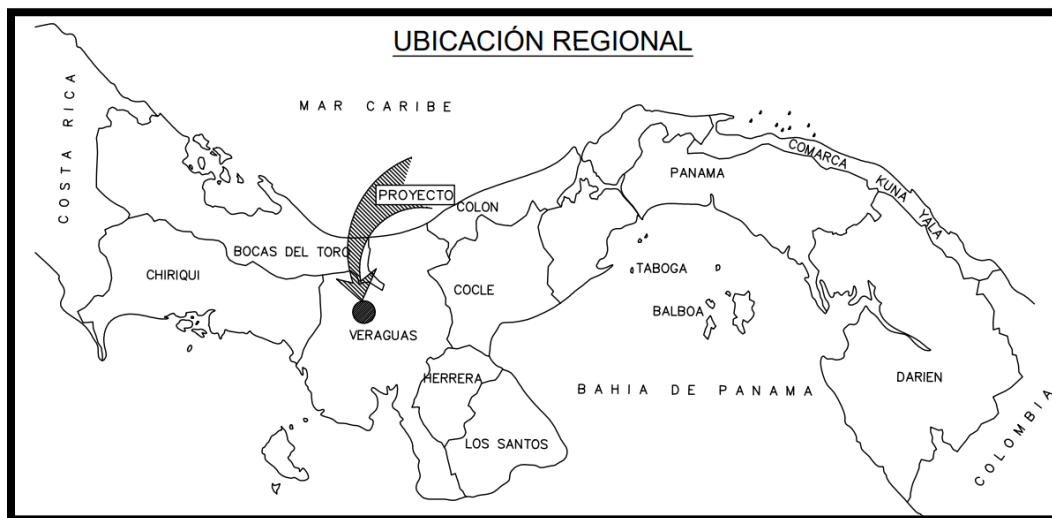 UBICACIÓN REGIONAL
MAR CARIBE
COSTA RICA
COMARCA
KUNA YALA
PANAMA
PROYECTO
COLON
BOCAS DEL TORO
CHIRIQUI
TABOGA
COCLE
BALBOA
VERAGUAS
HERRERA
DARIEN
BAHIA DE PANAMA
LOS SANTOS
COLOMBIA